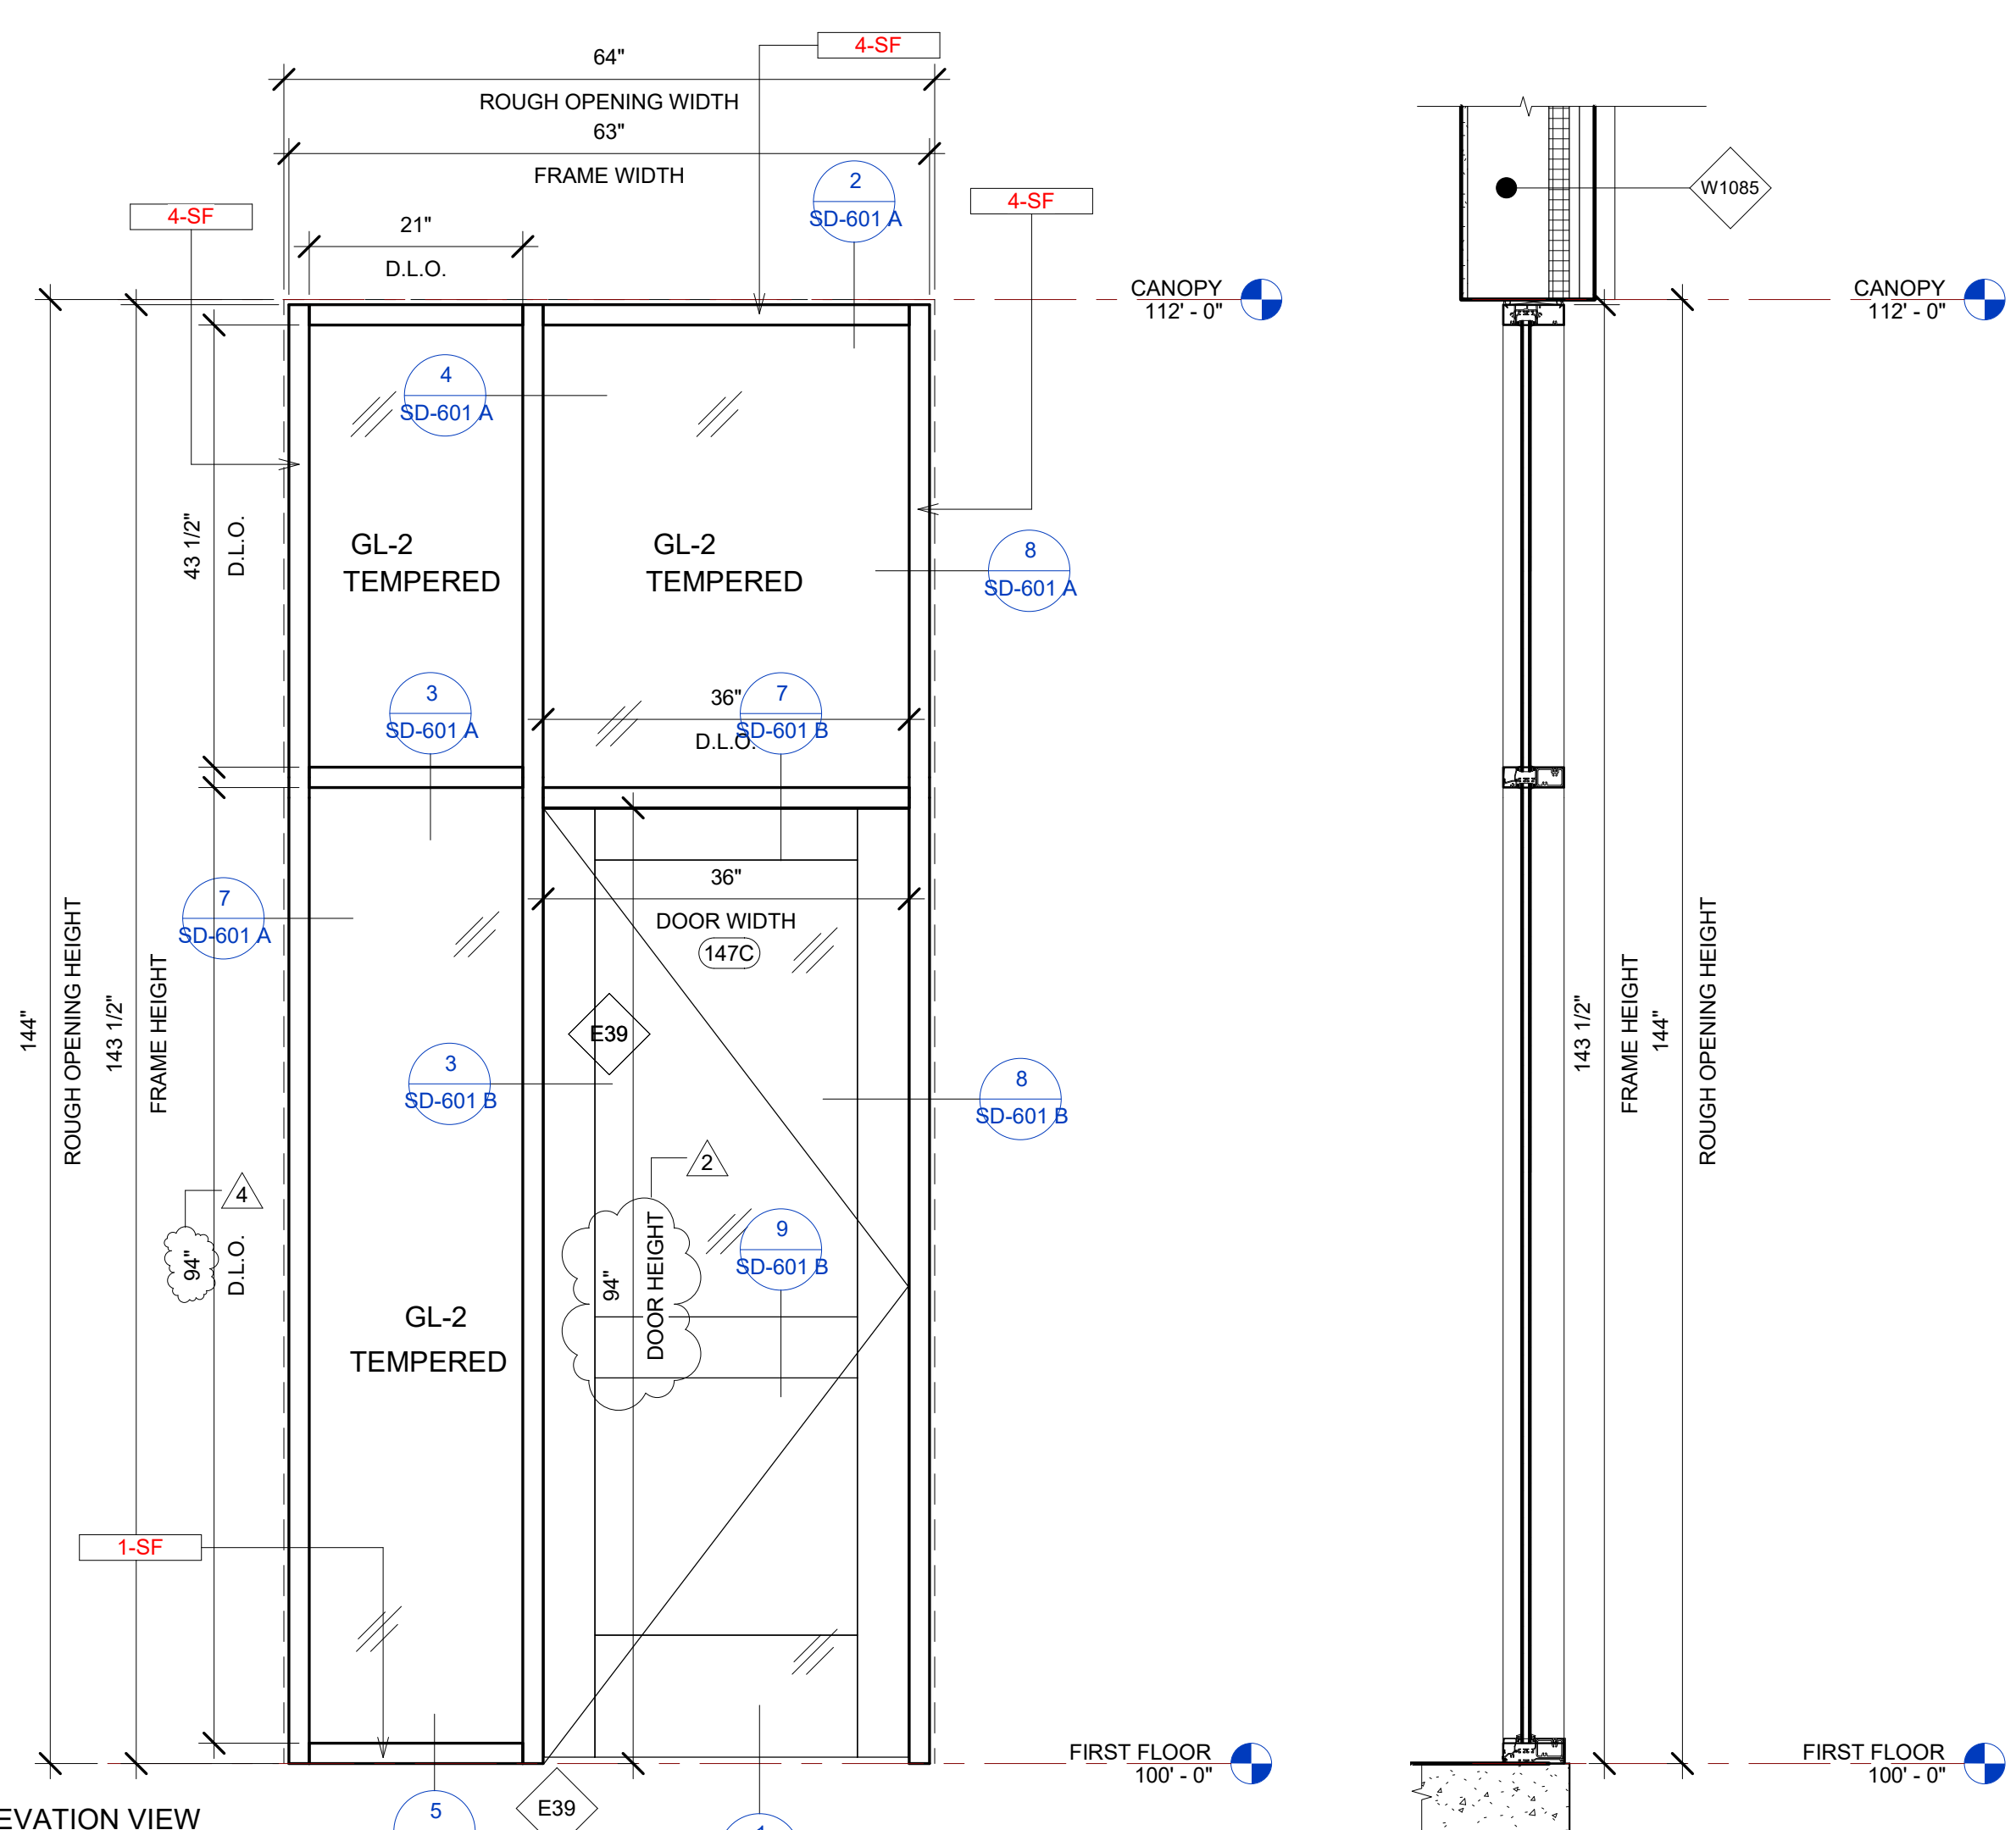 4-SF
64"
ROUGH OPENING WIDTH
63"
FRAME WIDTH
2
SD-601 A
4-SF
4-SF
21"
D.L.O.
W1085
CANOPY
112' - 0"
CANOPY
112' - 0"
4
SD-601 A
43 1/2"
D.L.O.
GL-2
TEMPERED
GL-2
TEMPERED
8
SD-601 A
3
SD-601 A
36"
D.L.O.
7
SD-601 B
7
SD-601 A
36"
DOOR WIDTH
147C
144"
ROUGH OPENING HEIGHT
143 1/2"
FRAME HEIGHT
E39
3
SD-601 B
8
SD-601 B
143 1/2"
FRAME HEIGHT
144"
ROUGH OPENING HEIGHT
4
94"
D.L.O.
2
94"
DOOR HEIGHT
9
SD-601 B
GL-2
TEMPERED
1-SF
FIRST FLOOR
100' - 0"
FIRST FLOOR
100' - 0"
5
E39
EVATION VIEW